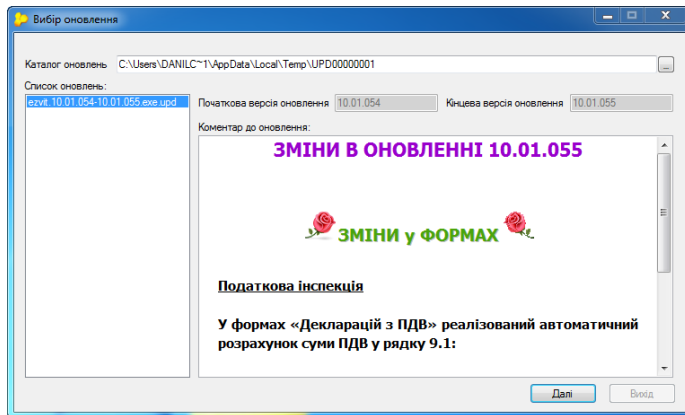 Вибір оновлення
Каталог оновлень C:\Users\DANILC~1\AppData\Local\Temp\UPD00000001 ...
Список оновлень:
ezvit.10.01.054-10.01.055.exe.upd
Початкова версія оновлення 10.01.054 Кінцева версія оновлення 10.01.055
Коментар до оновлення:
ЗМІНИ В ОНОВЛЕННІ 10.01.055
ЗМІНИ у ФОРМАХ
Податкова інспекція
У формах «Декларацій з ПДВ» реалізований автоматичний
розрахунок суми ПДВ у рядку 9.1:
Далі Вихід